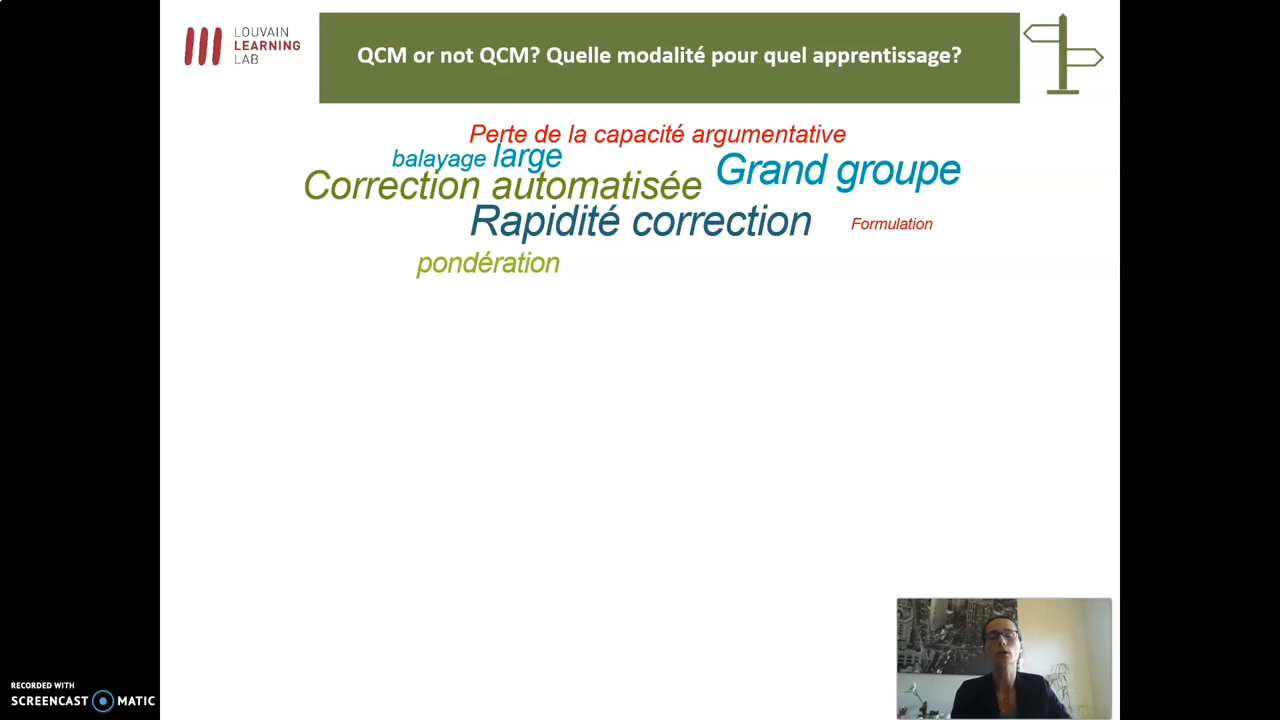 LOUVAIN
LEARNING
LAB
QCM or not QCM? Quelle modalité pour quel apprentissage?
Perte de la capacité argumentative
balayage large
Grand groupe
Correction automatisée
Rapidité correction
Formulation
pondération
RECORDED WITH
SCREENCAST MATIC